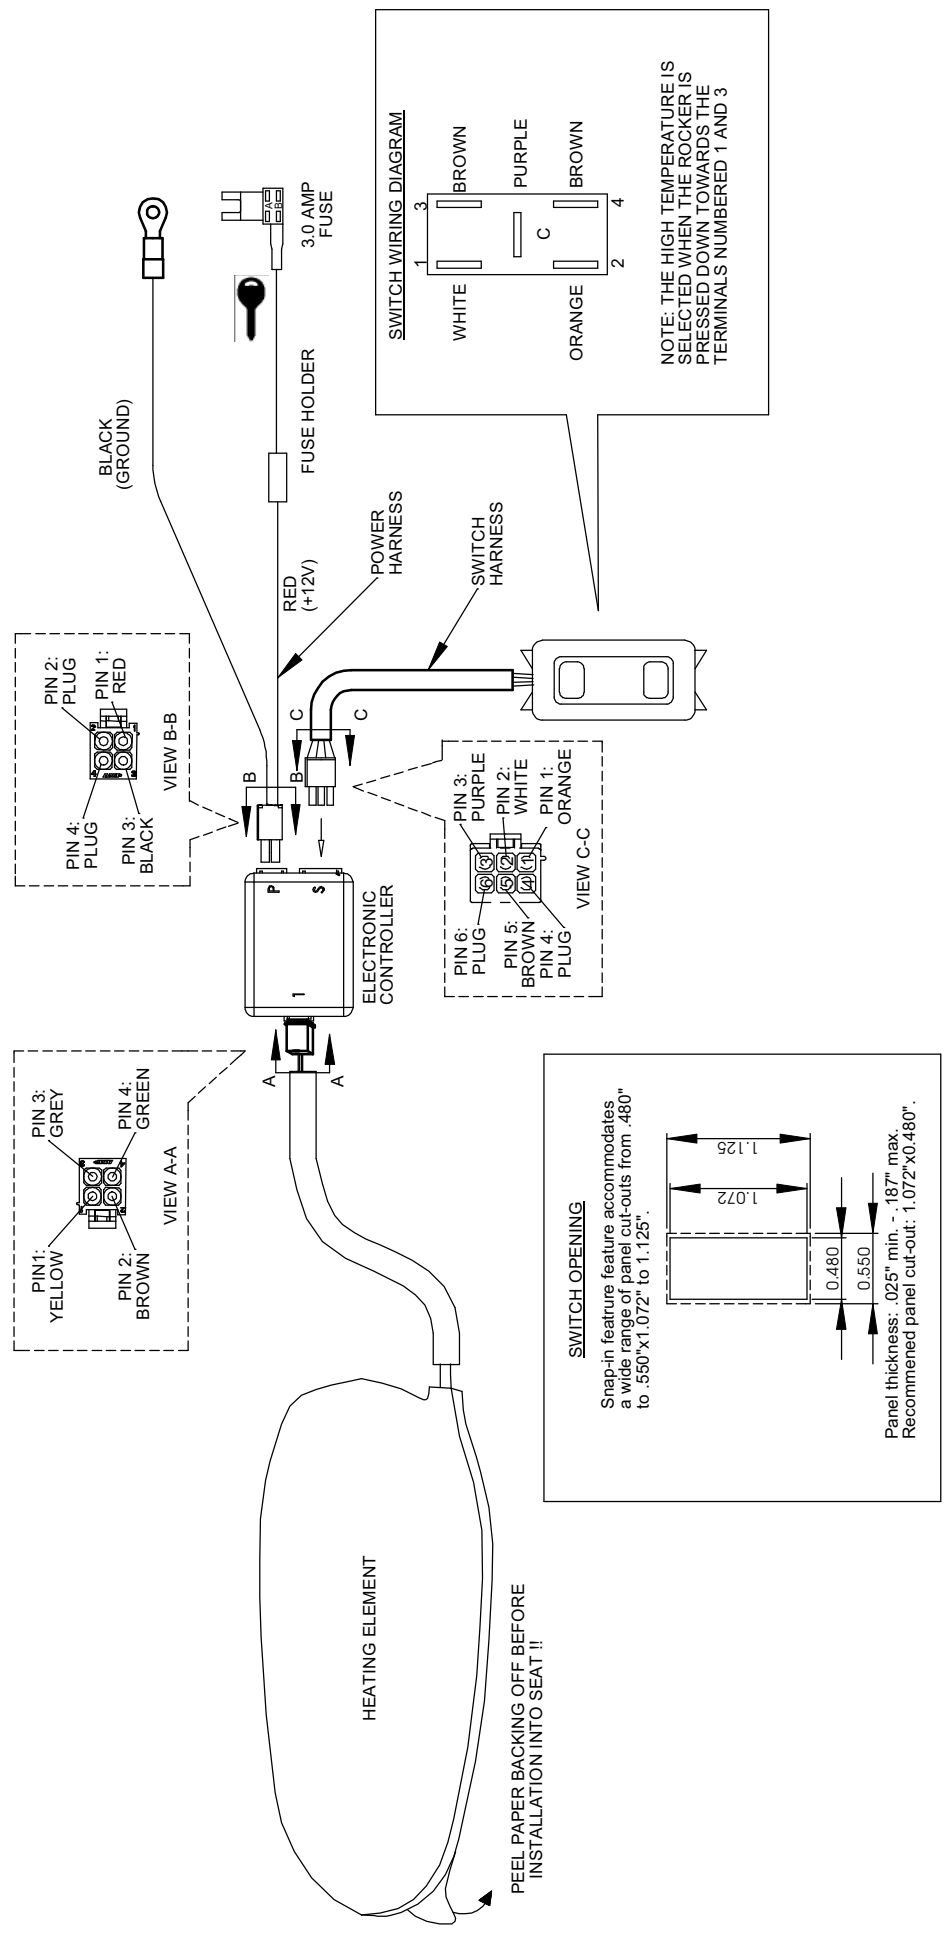 PEEL PAPER BACKING OFF BEFORE
INSTALLATION INTO SEAT !!
HEATING ELEMENT
PIN1:
YELLOW
PIN 3:
GREY
PIN 2:
BROWN
PIN 4:
GREEN
VIEW A-A
A
A
1
P
S
ELECTRONIC
CONTROLLER
PIN 4:
PLUG
PIN 2:
PLUG
PIN 3:
BLACK
PIN 1:
RED
VIEW B-B
B
B
PIN 6:
PLUG
PIN 3:
PURPLE
PIN 5:
BROWN
PIN 2:
WHITE
PIN 4:
PLUG
PIN 1:
ORANGE
6 3
5 2
4 1
VIEW C-C
C
C
BLACK
(GROUND)
RED
(+12V)
POWER
HARNESS
SWITCH
HARNESS
FUSE HOLDER
3.0 AMP
FUSE
A
B
SWITCH WIRING DIAGRAM
1
3
WHITE
BROWN
C
PURPLE
ORANGE
BROWN
2
4
NOTE: THE HIGH TEMPERATURE IS
SELECTED WHEN THE ROCKER IS
PRESSED DOWN TOWARDS THE
TERMINALS NUMBERED 1 AND 3
SWITCH OPENING
Snap-in featrure feature accommodates
a wide range of panel cut-outs from .480"
to .550"x1.072" to 1.125".
1.125
1.072
0.480
0.550
Panel thickness: .025" min. - .187" max.
Recommened panel cut-out: 1.072"x0.480".